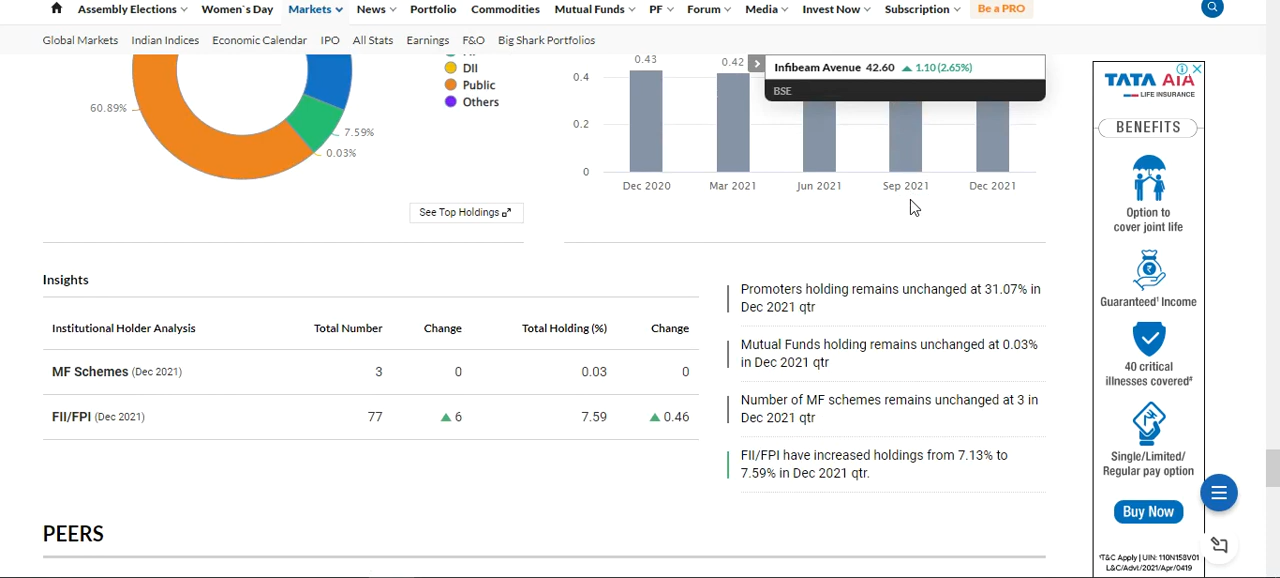 Assembly Elections Women`s Day Markets News Portfolio Commodities Mutual Funds PF Forum Media Invest Now Subscription Be a PRO
Global Markets Indian Indices Economic Calendar IPO All Stats Earnings F&O Big Shark Portfolios
DII
Public
Others
60.89%
7.59%
0.03%
See Top Holdings
0.43
0.42
0.4
0.2
0
Dec 2020 Mar 2021 Jun 2021 Sep 2021 Dec 2021
Infibeam Avenue 42.60 1.10 (2.65%)
BSE
Insights
Institutional Holder Analysis Total Number Change Total Holding (%) Change
MF Schemes (Dec 2021) 3 0 0.03 0
FII/FPI (Dec 2021) 77 6 7.59 0.46
Promoters holding remains unchanged at 31.07% in
Dec 2021 qtr
Mutual Funds holding remains unchanged at 0.03%
in Dec 2021 qtr
Number of MF schemes remains unchanged at 3 in
Dec 2021 qtr
FII/FPI have increased holdings from 7.13% to
7.59% in Dec 2021 qtr.
PEERS
TATA AIA
LIFE INSURANCE
BENEFITS
Option to
cover joint life
Guaranteed¹ Income
40 critical
illnesses covered#
Single/Limited/
Regular pay option
Buy Now
*T&C Apply | UIN: 110N158V01
L&C/Advt/2021/Apr/0419